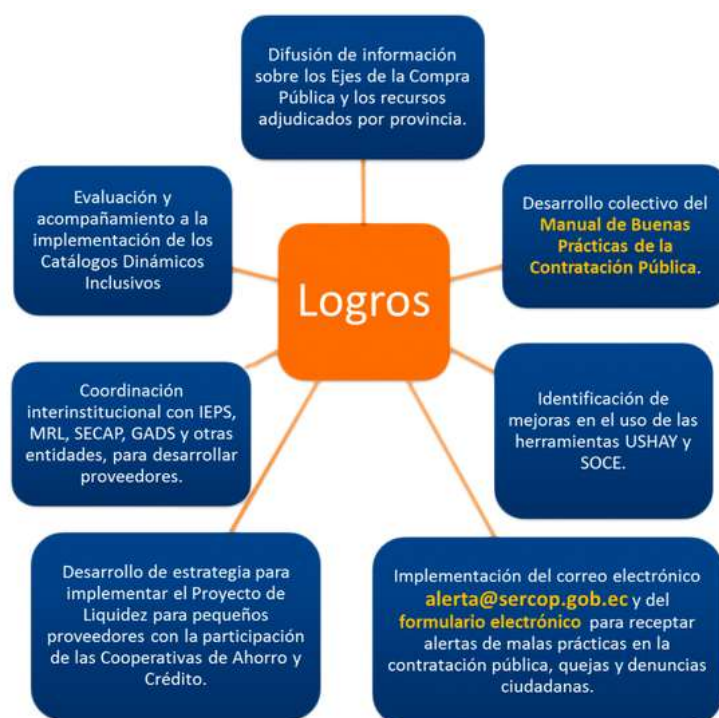 Difusión de información
sobre los Ejes de la Compra
Pública y los recursos
adjudicados por provincia.
Evaluación y
acompañamiento a la
implementación de los
Catálogos Dinámicos
Inclusivos
Desarrollo colectivo del
Manual de Buenas
Prácticas de la
Contratación Pública.
Logros
Coordinación
interinstitucional con IEPS,
MRL, SECAP, GADS y otras
entidades, para desarrollar
proveedores.
Identificación de
mejoras en el uso de las
herramientas USHAY y
SOCE.
Desarrollo de estrategia para
implementar el Proyecto de
Liquidez para pequeños
proveedores con la participación
de las Cooperativas de Ahorro y
Crédito.
Implementación del correo electrónico
alerta@sercop.gob.ec y del
formulario electrónico para receptar
alertas de malas prácticas en la
contratación pública, quejas y denuncias
ciudadanas.